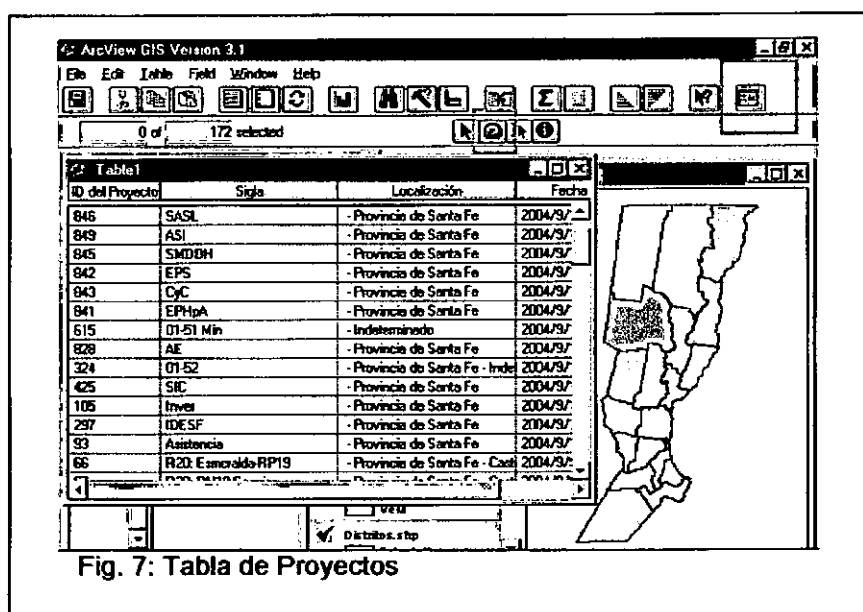 ArcView GIS Version 3.1
File Edit Table Field Window Help
0 of 172 selected
Table1
ID_del Proyecto Sigla Localización Fecha
846 SASL - Provincia de Santa Fe 2004/9/
849 ASI - Provincia de Santa Fe 2004/9/
845 SMDDH - Provincia de Santa Fe 2004/9/
842 EPS - Provincia de Santa Fe 2004/9/
843 CyC - Provincia de Santa Fe 2004/9/
841 EPHpA - Provincia de Santa Fe 2004/9/
615 01-51 Min - Indeterminado 2004/9/
828 AE - Provincia de Santa Fe 2004/9/
324 01-52 - Provincia de Santa Fe - Inde 2004/9/
425 SIC - Provincia de Santa Fe 2004/9/
105 Inver - Provincia de Santa Fe 2004/9/
297 IDESF - Provincia de Santa Fe 2004/9/
93 Asistencia - Provincia de Santa Fe 2004/9/
66 R20: Esmeralda-RP19 - Provincia de Santa Fe - Cast 2004/9/
Vera
Distritos.shp
Fig. 7: Tabla de Proyectos